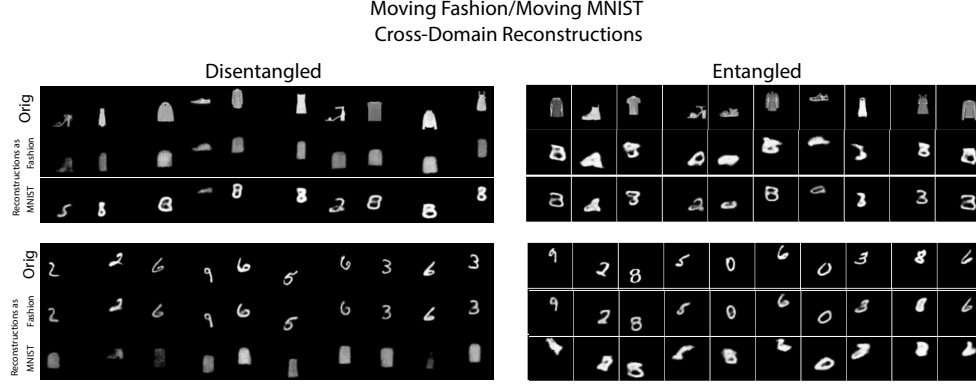 Moving Fashion/Moving MNIST
Cross-Domain Reconstructions
Disentangled
Entangled
Orig
Reconstructions as
Fashion
MNIST
Orig
Reconstructions as
Fashion
MNIST